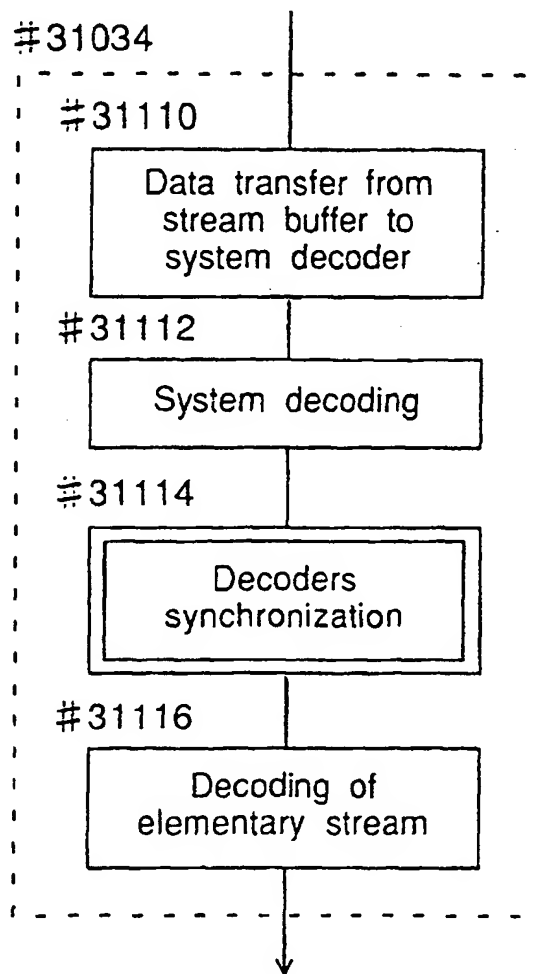 #31034
#31110
Data transfer from
stream buffer to
system decoder
#31112
System decoding
#31114
Decoders
synchronization
#31116
Decoding of
elementary stream